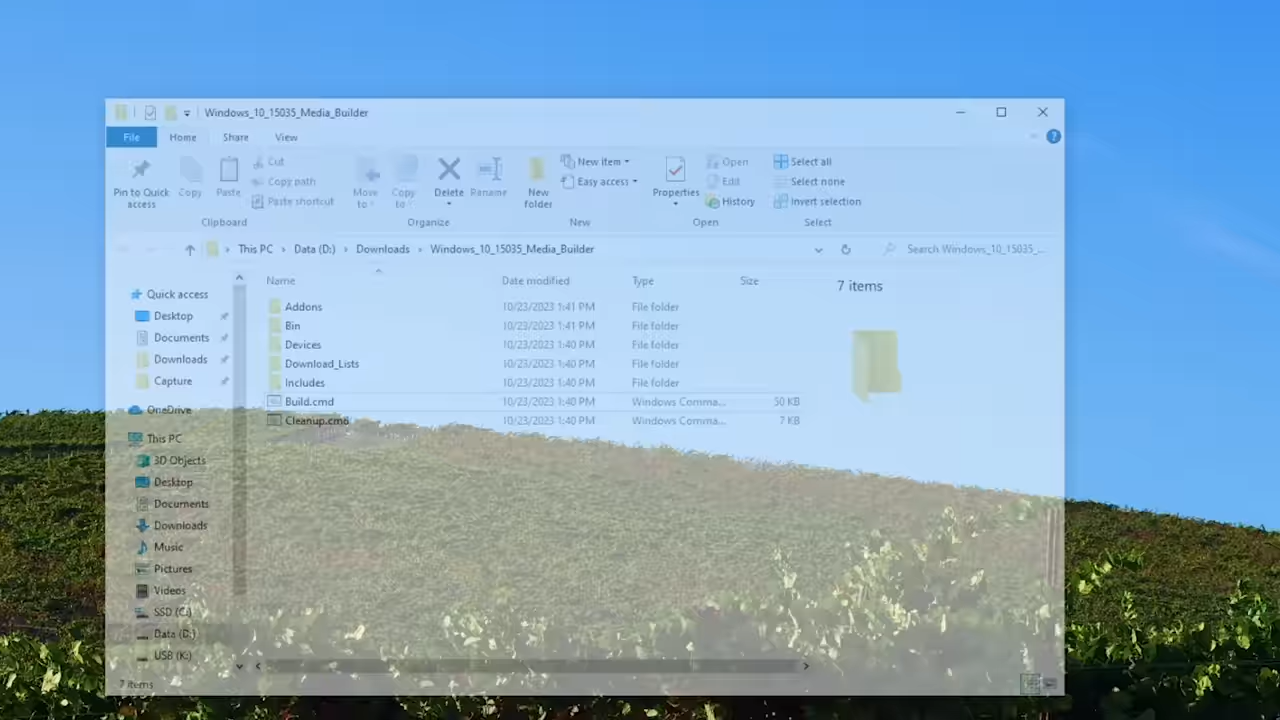 Windows_10_15035_Media_Builder
File Home Share View
Pin to Quick access
Copy
Paste
Cut
Copy path
Paste shortcut
Clipboard
Move to
Copy to
Delete
Rename
Organize
New folder
New item
Easy access
New
Properties
Open
Edit
History
Open
Select all
Select none
Invert selection
Select
This PC Data (D:) Downloads Windows_10_15035_Media_Builder
Search Windows_10_15035_...
Quick access
Desktop
Documents
Downloads
Capture
OneDrive
This PC
3D Objects
Desktop
Documents
Downloads
Music
Pictures
Videos
SSD (C:)
Data (D:)
USB (K:)
Name Date modified Type Size
Addons 10/23/2023 1:41 PM File folder
Bin 10/23/2023 1:41 PM File folder
Devices 10/23/2023 1:40 PM File folder
Download_Lists 10/23/2023 1:40 PM File folder
Includes 10/23/2023 1:40 PM File folder
Build.cmd 10/23/2023 1:40 PM Windows Comma... 50 KB
Cleanup.cmd 10/23/2023 1:40 PM Windows Comma... 7 KB
7 items
7 items